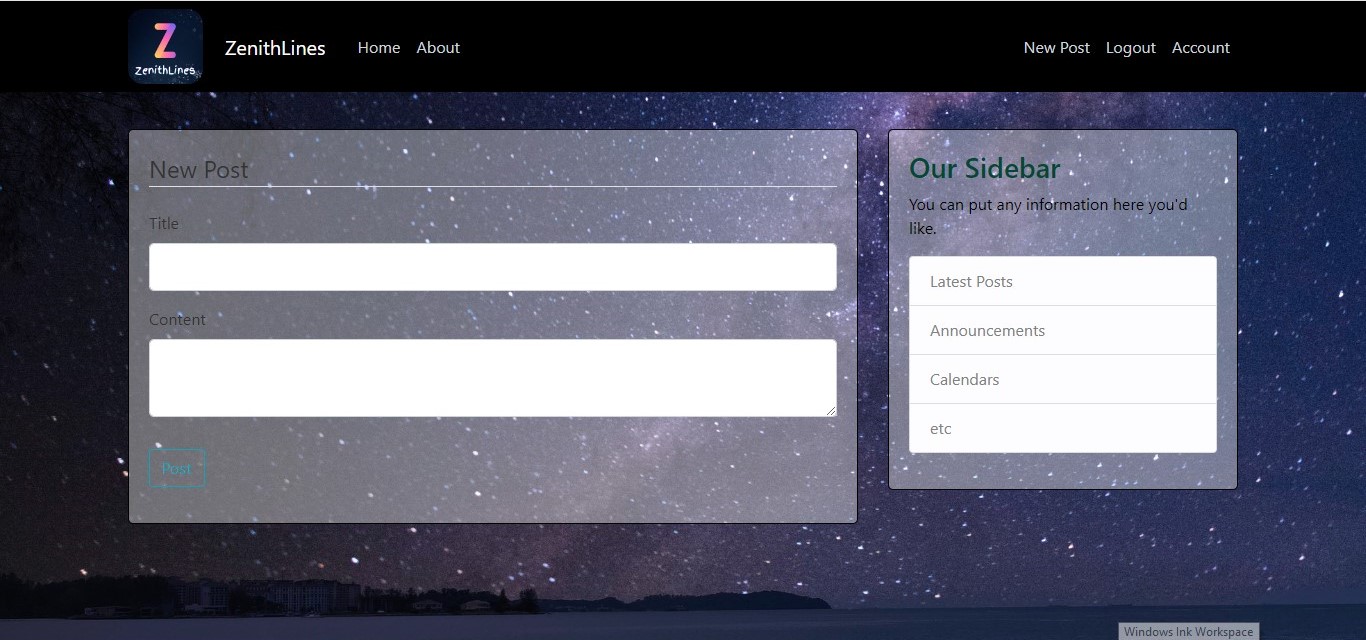 Z
ZenithLines
ZenithLines
Home
About
New Post
Logout
Account
New Post
Title
Content
Post
Our Sidebar
You can put any information here you'd
like.
Latest Posts
Announcements
Calendars
etc
Windows Ink Workspace